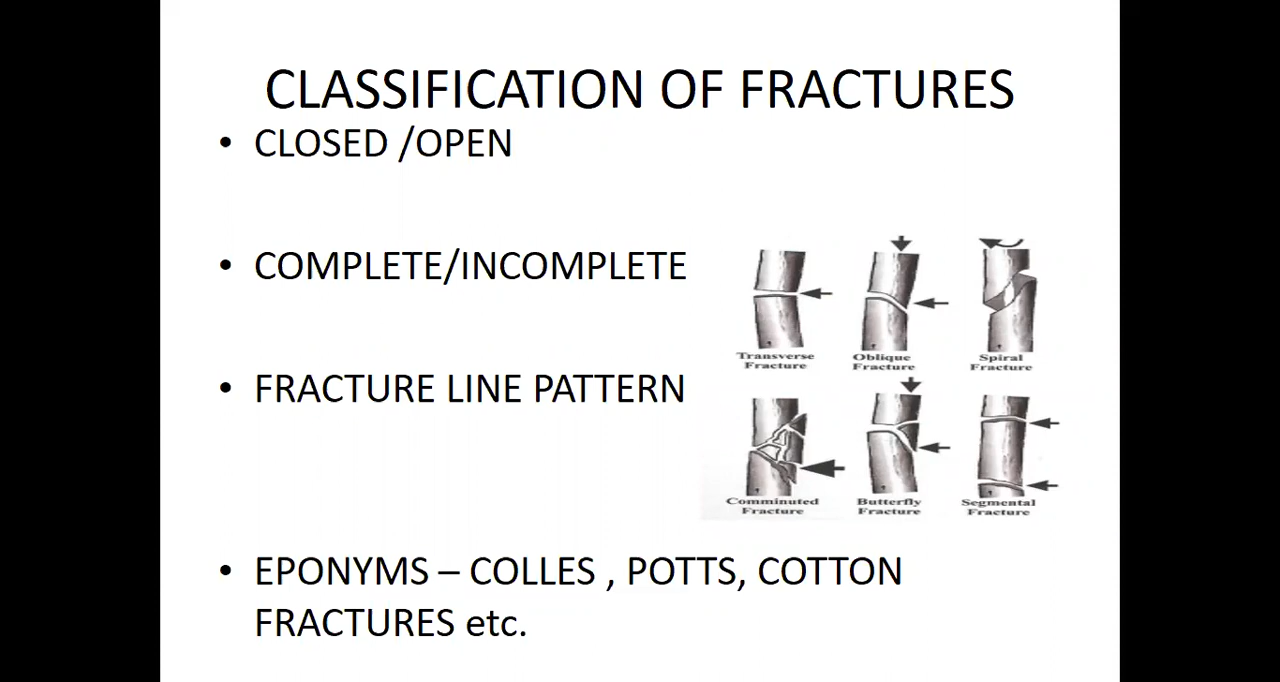 CLASSIFICATION OF FRACTURES
• CLOSED /OPEN
• COMPLETE/INCOMPLETE
• FRACTURE LINE PATTERN
Transverse
Fracture
Oblique
Fracture
Spiral
Fracture
Comminuted
Fracture
Butterfly
Fracture
Segmental
Fracture
• EPONYMS – COLLES , POTTS, COTTON
FRACTURES etc.